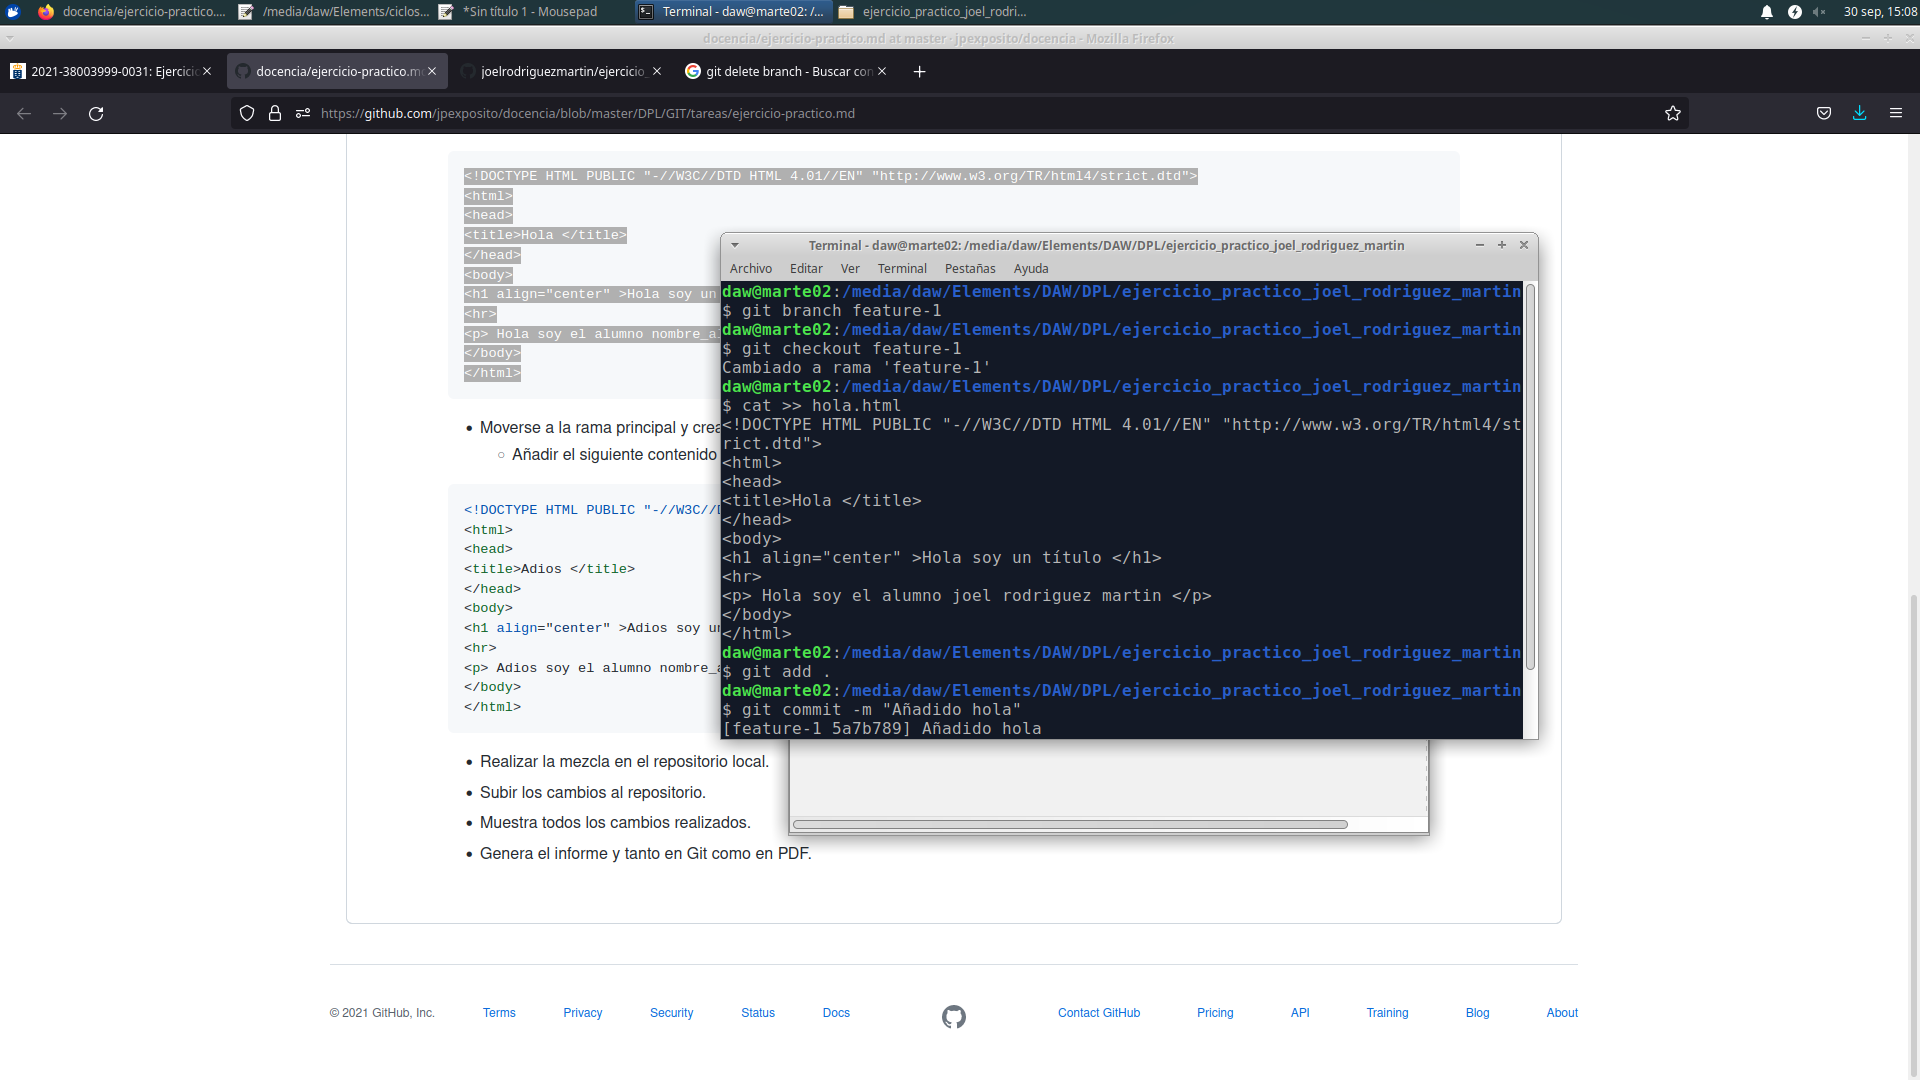 docencia/ejercicio-practico....
/media/daw/Elements/ciclos...
*Sin título 1 - Mousepad
Terminal - daw@marte02: /...
ejercicio_practico_joel_rodri...
30 sep, 15:08
docencia/ejercicio-practico.md at master · jpexposito/docencia - Mozilla Firefox
2021-38003999-0031: Ejercicio
docencia/ejercicio-practico.m
joelrodriguezmartin/ejercicio_
git delete branch - Buscar con
https://github.com/jpexposito/docencia/blob/master/DPL/GIT/tareas/ejercicio-practico.md
<!DOCTYPE HTML PUBLIC "-//W3C//DTD HTML 4.01//EN" "http://www.w3.org/TR/html4/strict.dtd">
<html>
<head>
<title>Hola </title>
</head>
<body>
<h1 align="center" >Hola soy un
<hr>
<p> Hola soy el alumno nombre_a
</body>
</html>
Moverse a la rama principal y crea
Añadir el siguiente contenido
<!DOCTYPE HTML PUBLIC "-//W3C//D
<html>
<head>
<title>Adios </title>
</head>
<body>
<h1 align="center" >Adios soy un
<hr>
<p> Adios soy el alumno nombre_a
</body>
</html>
Realizar la mezcla en el repositorio local.
Subir los cambios al repositorio.
Muestra todos los cambios realizados.
Genera el informe y tanto en Git como en PDF.
Terminal - daw@marte02: /media/daw/Elements/DAW/DPL/ejercicio_practico_joel_rodriguez_martin
Archivo Editar Ver Terminal Pestañas Ayuda
daw@marte02:/media/daw/Elements/DAW/DPL/ejercicio_practico_joel_rodriguez_martin
$ git branch feature-1
daw@marte02:/media/daw/Elements/DAW/DPL/ejercicio_practico_joel_rodriguez_martin
$ git checkout feature-1
Cambiado a rama 'feature-1'
daw@marte02:/media/daw/Elements/DAW/DPL/ejercicio_practico_joel_rodriguez_martin
$ cat >> hola.html
<!DOCTYPE HTML PUBLIC "-//W3C//DTD HTML 4.01//EN" "http://www.w3.org/TR/html4/st
rict.dtd">
<html>
<head>
<title>Hola </title>
</head>
<body>
<h1 align="center" >Hola soy un título </h1>
<hr>
<p> Hola soy el alumno joel rodriguez martin </p>
</body>
</html>
daw@marte02:/media/daw/Elements/DAW/DPL/ejercicio_practico_joel_rodriguez_martin
$ git add .
daw@marte02:/media/daw/Elements/DAW/DPL/ejercicio_practico_joel_rodriguez_martin
$ git commit -m "Añadido hola"
[feature-1 5a7b789] Añadido hola
© 2021 GitHub, Inc. Terms Privacy Security Status Docs Contact GitHub Pricing API Training Blog About